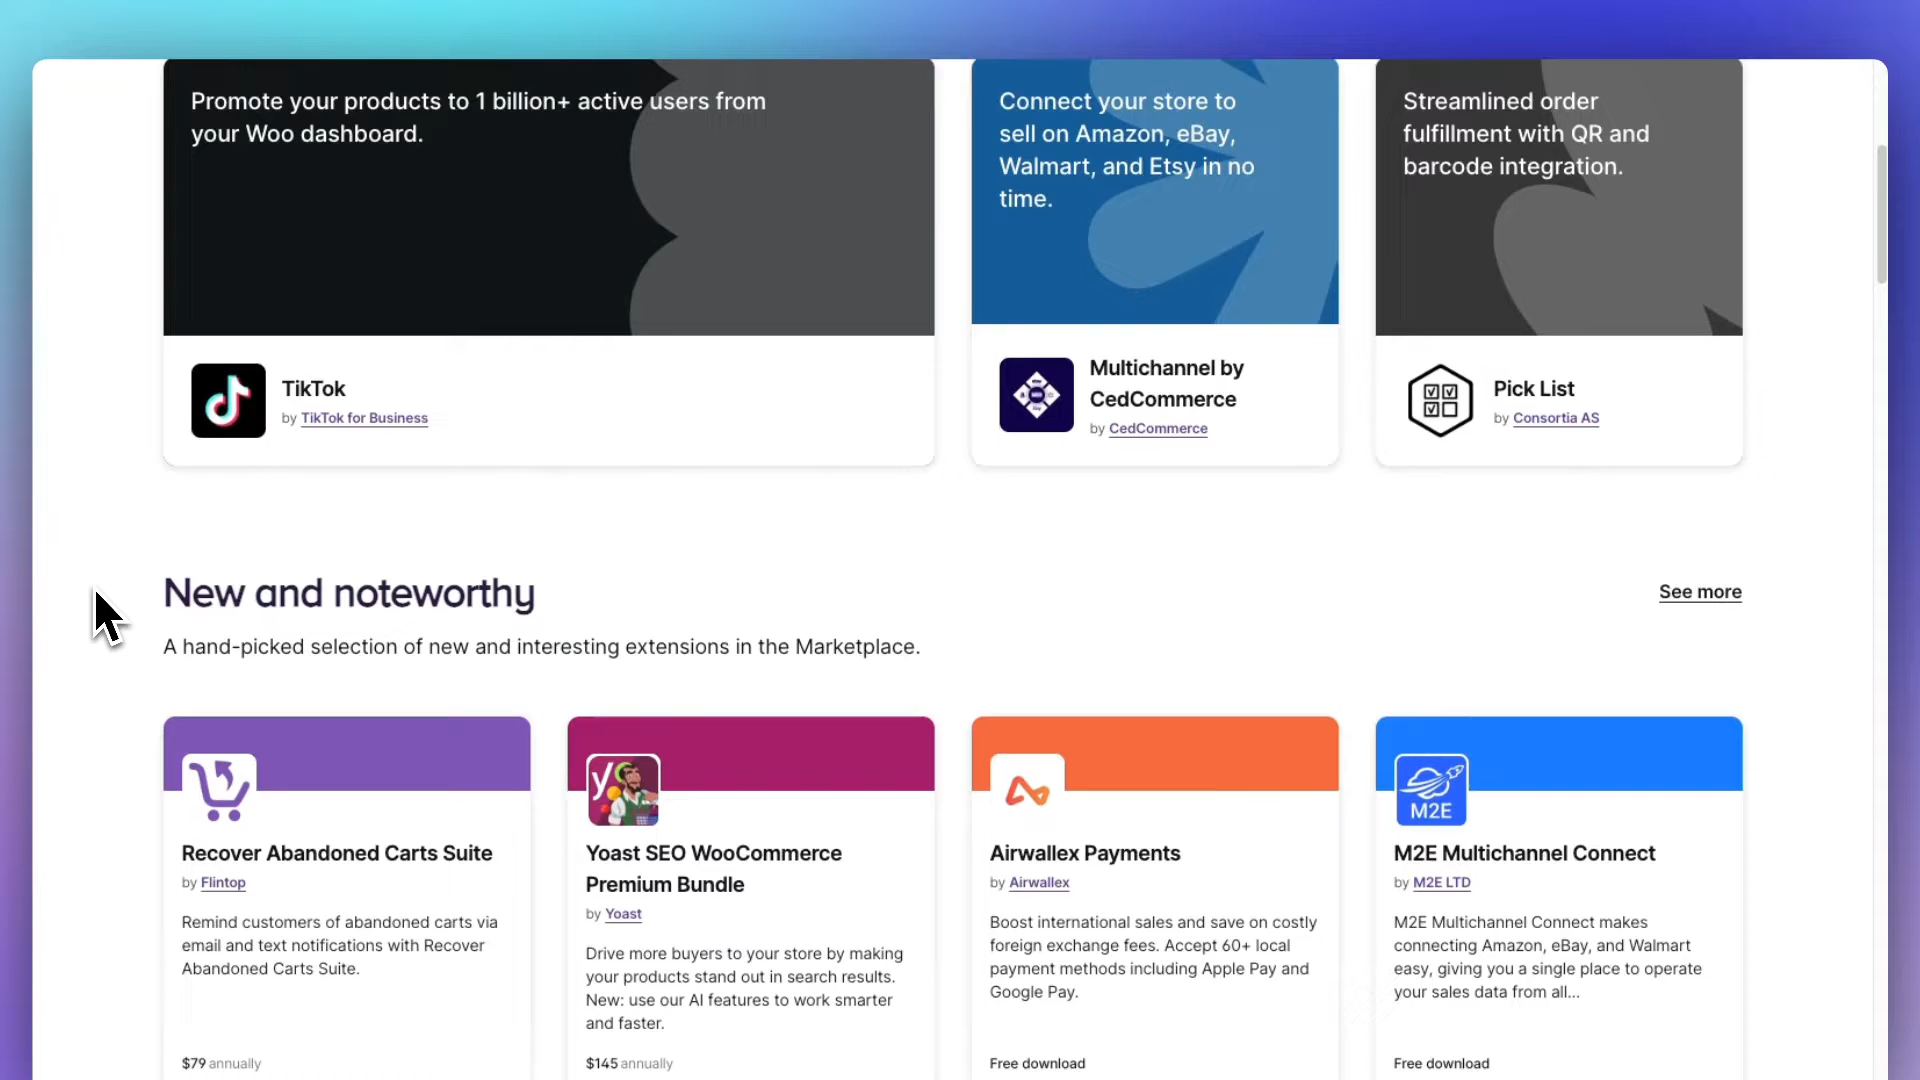 Promote your products to 1 billion+ active users from
your Woo dashboard.
TikTok
by TikTok for Business
Connect your store to
sell on Amazon, eBay,
Walmart, and Etsy in no
time.
Multichannel by
CedCommerce
by CedCommerce
Streamlined order
fulfillment with QR and
barcode integration.
Pick List
by Consortia AS
New and noteworthy
See more
A hand-picked selection of new and interesting extensions in the Marketplace.
Recover Abandoned Carts Suite
by Flintop
Remind customers of abandoned carts via
email and text notifications with Recover
Abandoned Carts Suite.
$79 annually
yo
Yoast SEO WooCommerce
Premium Bundle
by Yoast
Drive more buyers to your store by making
your products stand out in search results.
New: use our AI features to work smarter
and faster.
$145 annually
Airwallex Payments
by Airwallex
Boost international sales and save on costly
foreign exchange fees. Accept 60+ local
payment methods including Apple Pay and
Google Pay.
Free download
M2E
M2E Multichannel Connect
by M2E LTD
M2E Multichannel Connect makes
connecting Amazon, eBay, and Walmart
easy, giving you a single place to operate
your sales data from all...
Free download